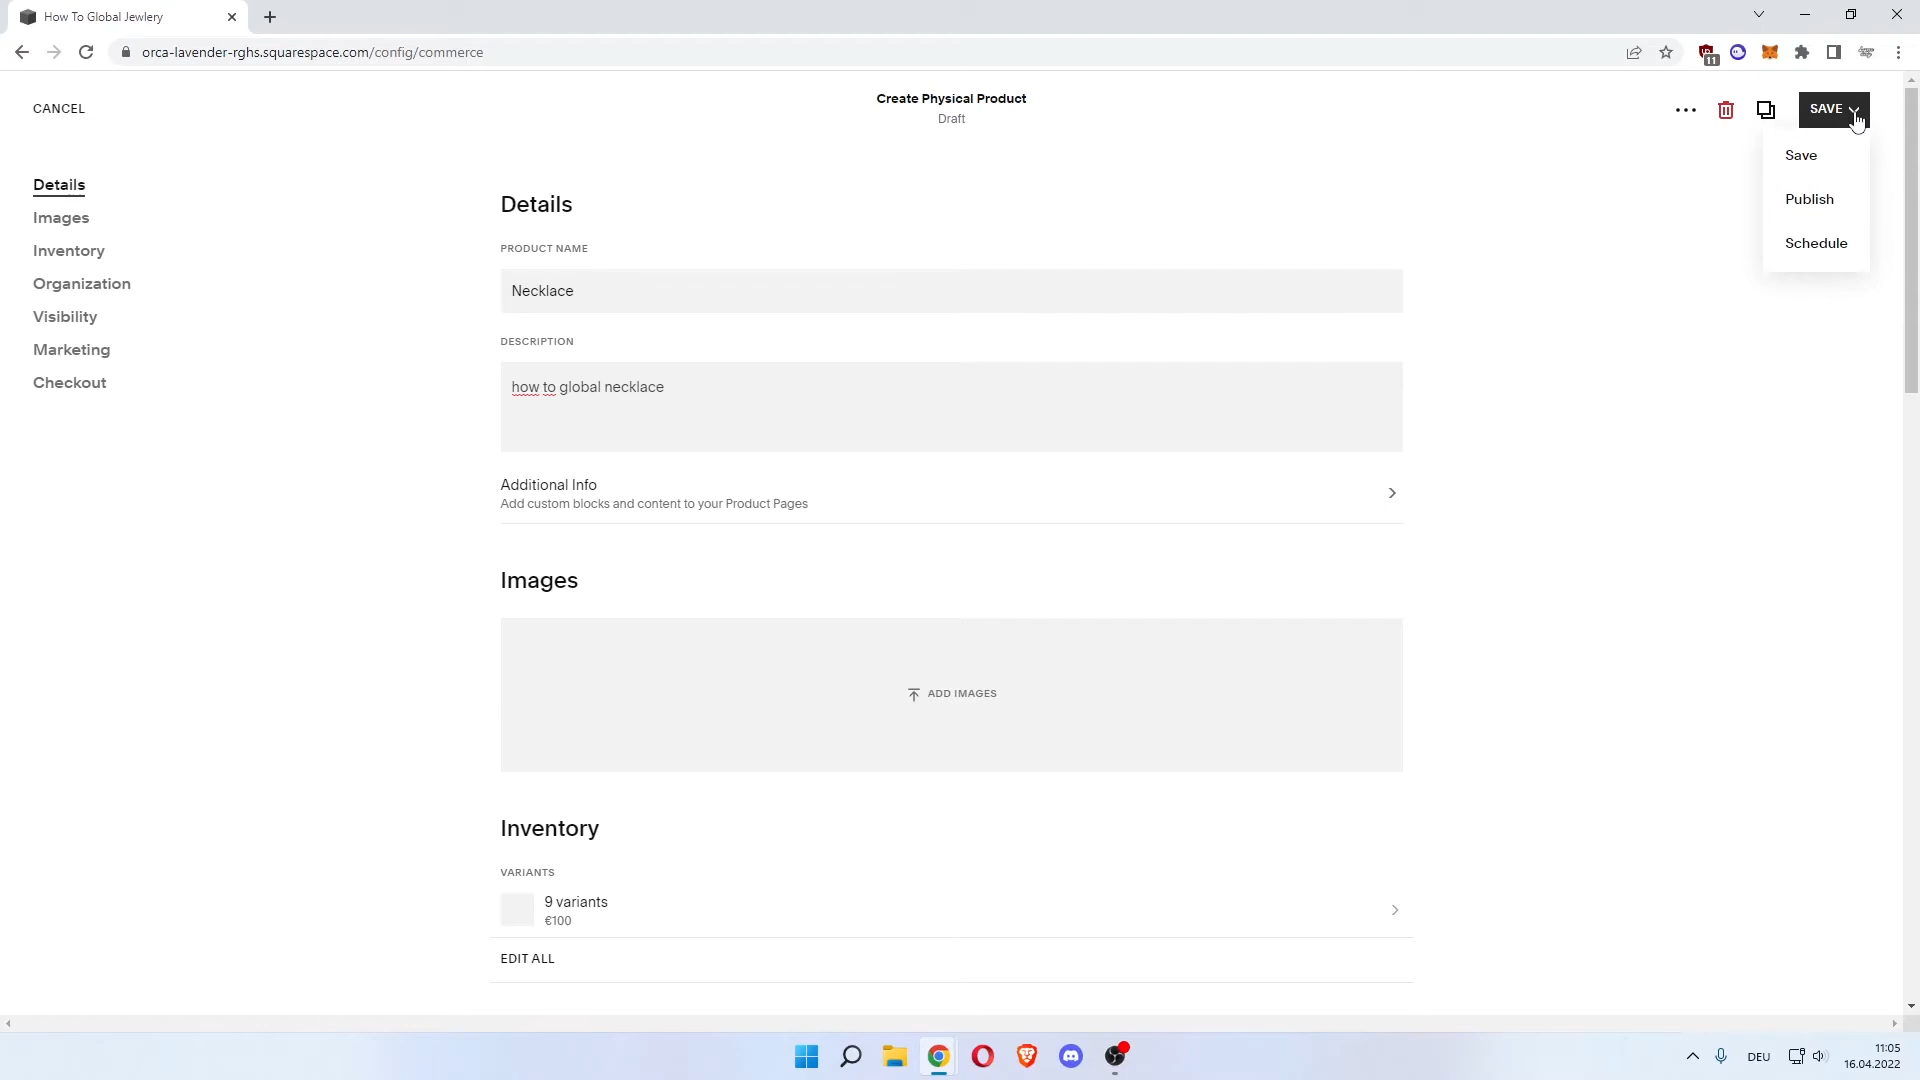 How To Global Jewlery
orca-lavender-rghs.squarespace.com/config/commerce
11
CANCEL
Create Physical Product
Draft
SAVE
Save
Publish
Schedule
Details
Images
Inventory
Organization
Visibility
Marketing
Checkout
Details
PRODUCT NAME
Necklace
DESCRIPTION
how to global necklace
Additional Info
Add custom blocks and content to your Product Pages
Images
ADD IMAGES
Inventory
VARIANTS
9 variants
€100
EDIT ALL
DEU
11:05
16.04.2022